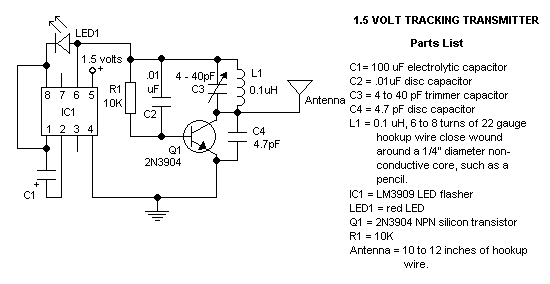 1.5 VOLT TRACKING TRANSMITTER
Parts List
C1= 100 uF electrolytic capacitor
C2 = .01uF disc capacitor
C3 = 4 to 40 pF trimmer capacitor
C4 = 4.7 pF disc capacitor
L1 = 0.1 uH, 6 to 8 turns of 22 gauge
hookup wire close wound
around a 1/4" diameter non-
conductive core, such as a
pencil.
IC1 = LM3909 LED flasher
LED1 = red LED
Q1 = 2N3904 NPN silicon transistor
R1 = 10K
Antenna = 10 to 12 inches of hookup
wire.
LED1
1.5 volts
+
8 7 6 5
IC1
1 2 3 4
+
C1
R1
10K
.01
uF
C2
4 - 40pF
C3
L1
0.1uH
Antenna
Q1
2N3904
C4
4.7pF